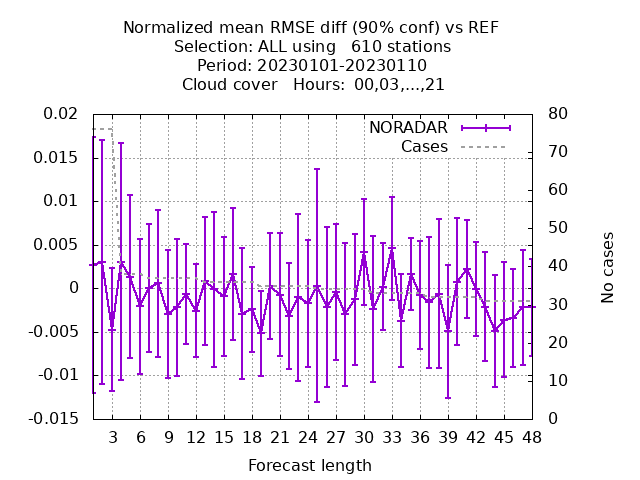 Normalized mean RMSE diff (90% conf) vs REF
Selection: ALL using   610 stations
Period: 20230101-20230110
Cloud cover   Hours: 00,03,...,21
0.02
0.015
0.01
0.005
0
-0.005
-0.01
-0.015
80
70
60
50
40
30
20
10
0
NORADAR
Cases
No cases
3 6 9 12 15 18 21 24 27 30 33 36 39 42 45 48
Forecast length